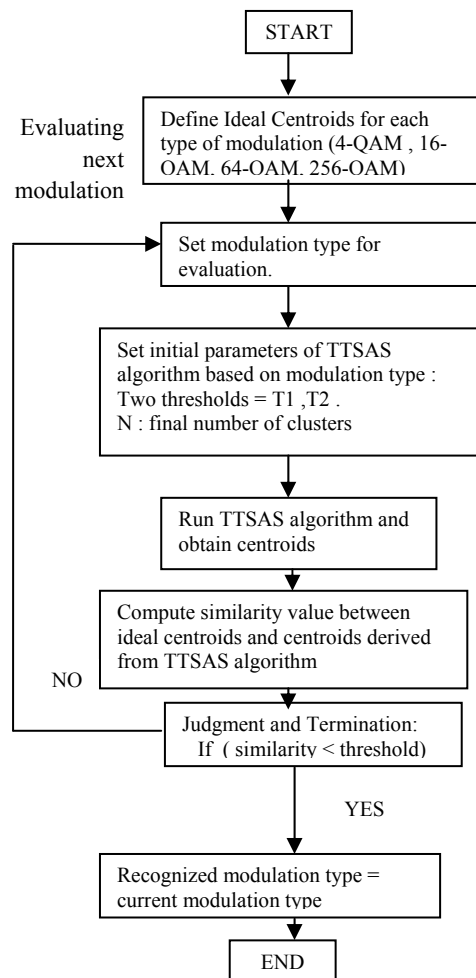 START
Evaluating
next
modulation
Define Ideal Centroids for each
type of modulation (4-QAM , 16-
QAM, 64-QAM, 256-QAM)
Set modulation type for
evaluation.
Set initial parameters of TTSAS
algorithm based on modulation type :
Two thresholds = T1 ,T2 .
N : final number of clusters
Run TTSAS algorithm and
obtain centroids
Compute similarity value between
ideal centroids and centroids derived
from TTSAS algorithm
NO
Judgment and Termination:
If ( similarity < threshold)
YES
Recognized modulation type =
current modulation type
END